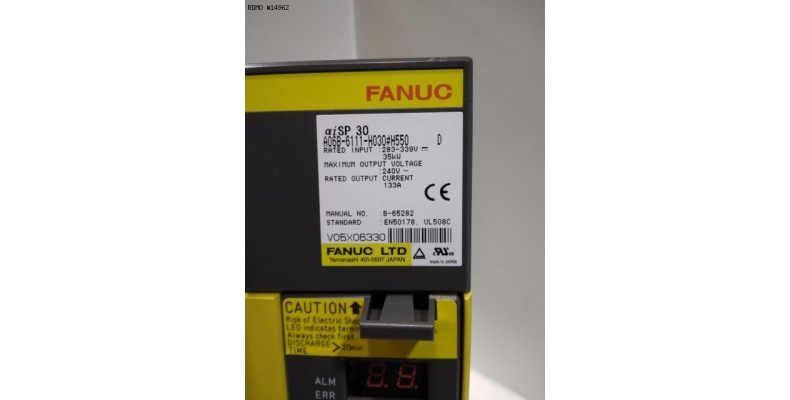 RDMO #14962
FANUC
αiSP 30
A06B-6111-H030#H550 D
RATED INPUT :283-339V
35kW
MAXIMUM OUTPUT VOLTAGE
:240V~
RATED OUTPUT CURRENT
133A
CE
MANUAL NO. :B-65282
STANDARD :EN50178, UL508C
V05X06330
FANUC LTD
Yamanashi 401-0597 JAPAN
made in JAPAN
CAUTION
Risk of Electric
LED indicates
Always check first.
DISCHARGE
TIME >20min.
ALM
ERR